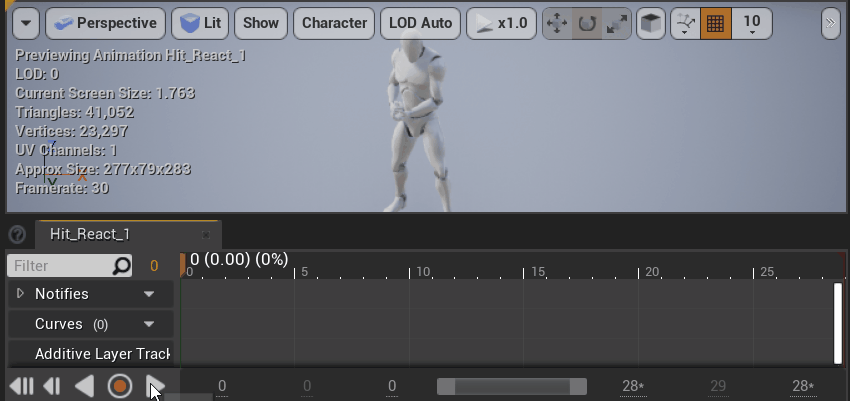 Perspective Lit Show Character LOD Auto x1.0 10
Previewing Animation Hit_React_1
LOD: 0
Current Screen Size: 1.763
Triangles: 41,052
Vertices: 23,297
UV Channels: 1
Approx Size: 277x79x283
Framerate: 30
Hit_React_1
Filter 0 0 (0.00) (0%)
0 5 10 15 20 25
Notifies
Curves (0)
Additive Layer Track
0 0 0 28* 29 28*